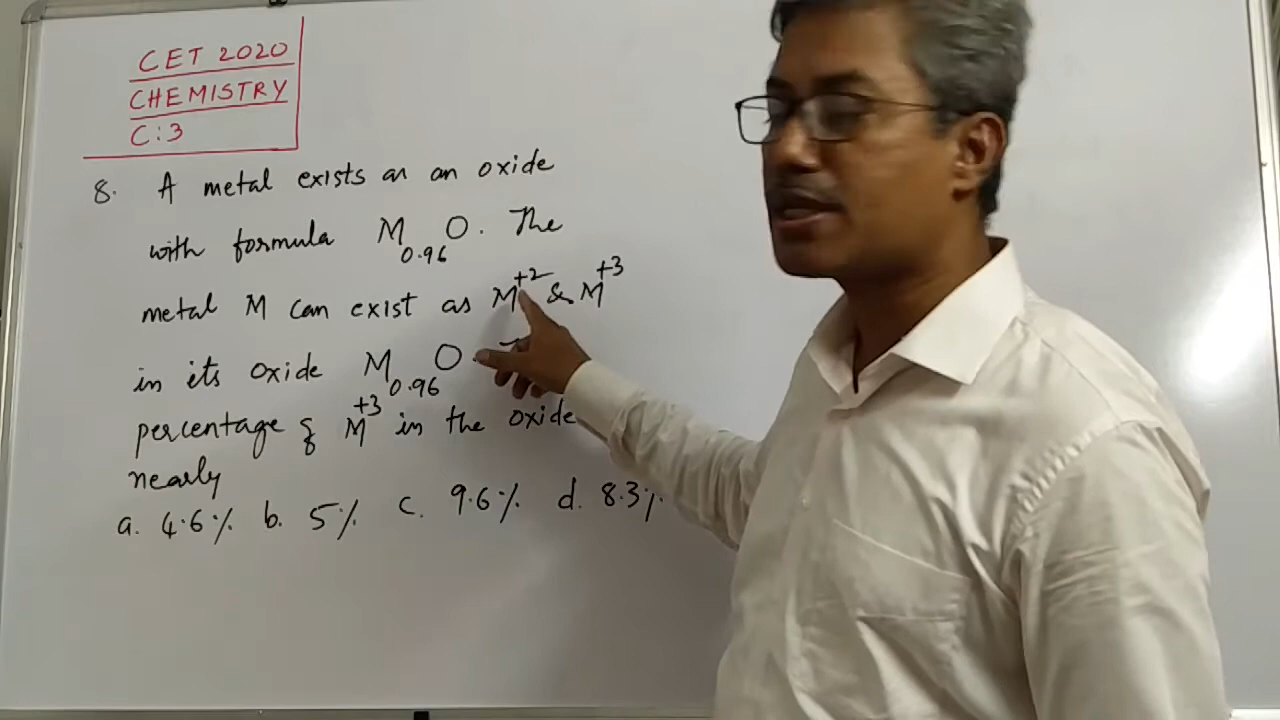 CET 2020
CHEMISTRY
C:3
8. A metal exists as an oxide
with formula M0.96O. The
metal M can exist as M+2 & M+3
in its oxide M0.96O.
percentage of M+3 in the oxide
nearly
a. 4.6% b. 5% c. 9.6% d. 8.3%